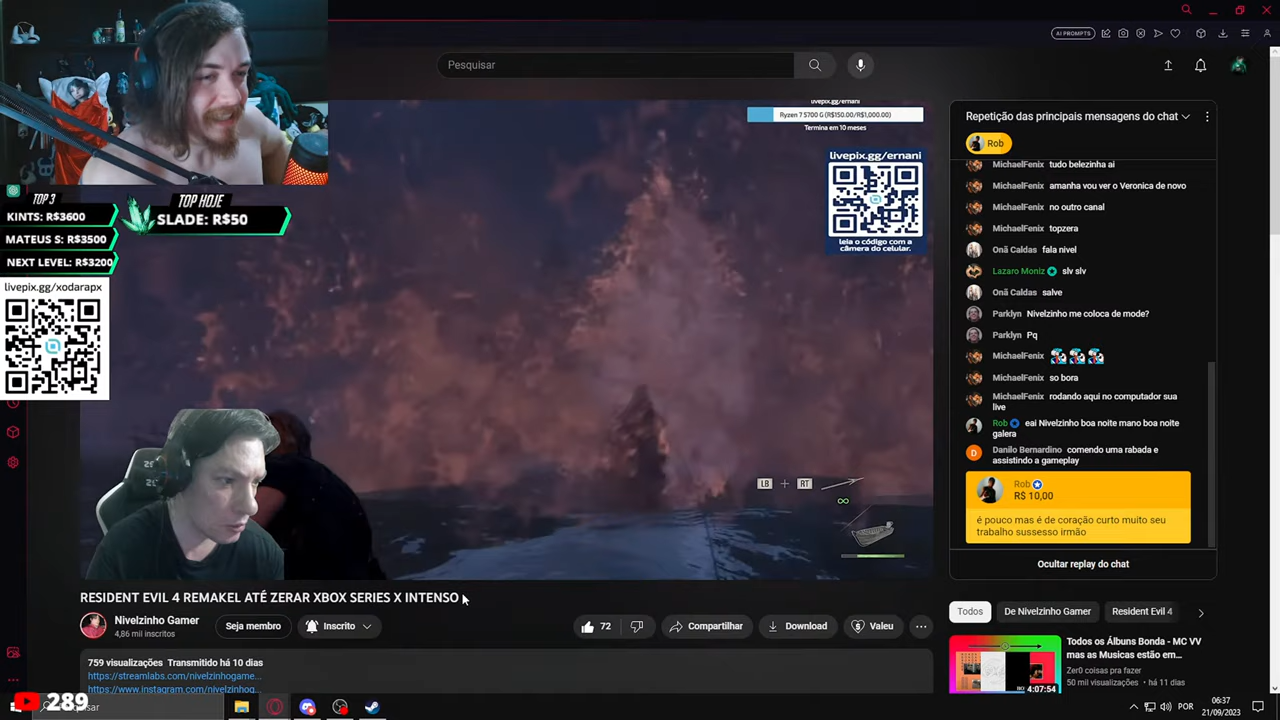 AI PROMPTS
Pesquisar
livepix.gg/ernani
Ryzen 7 5700 G (R$150.00/R$1,000.00)
Termina em 10 meses
livepix.gg/ernani
leia o código com a
câmera do celular.
TOP 3
KINTS: R$3600
MATEUS S: R$3500
NEXT LEVEL: R$3200
TOP HOJE
SLADE: R$50
livepix.gg/xodarapx
LB + RT
∞
RESIDENT EVIL 4 REMAKEL ATÉ ZERAR XBOX SERIES X INTENSO
Nivelzinho Gamer
4,86 mil inscritos
Seja membro
Inscrito
72
Compartilhar
Download
Valeu
759 visualizações Transmitido há 10 dias
https://streamlabs.com/nivelzinhogame...
https://www.instagram.com/nivelzinhog...
Repetição das principais mensagens do chat
Rob
MichaelFenix tudo belezinha ai
MichaelFenix amanha vou ver o Veronica de novo
MichaelFenix no outro canal
MichaelFenix topzera
Onã Caldas fala nivel
Lazaro Moniz slv slv
Onã Caldas salve
Parklyn Nivelzinho me coloca de mode?
Parklyn Pq
MichaelFenix
MichaelFenix so bora
MichaelFenix rodando aqui no computador sua
live
Rob eai Nivelzinho boa noite mano boa noite
galera
D Danilo Bernardino comendo uma rabada e
assistindo a gameplay
Rob
R$ 10,00
é pouco mas é de coração curto muito seu
trabalho sussesso irmão
Ocultar replay do chat
Todos
De Nivelzinho Gamer
Resident Evil 4
Todos os Álbuns Bonda - MC VV
mas as Musicas estão em...
Zer0 coisas pra fazer
50 mil visualizações • há 11 dias
4:07:54
289
POR
06:37
21/09/2023